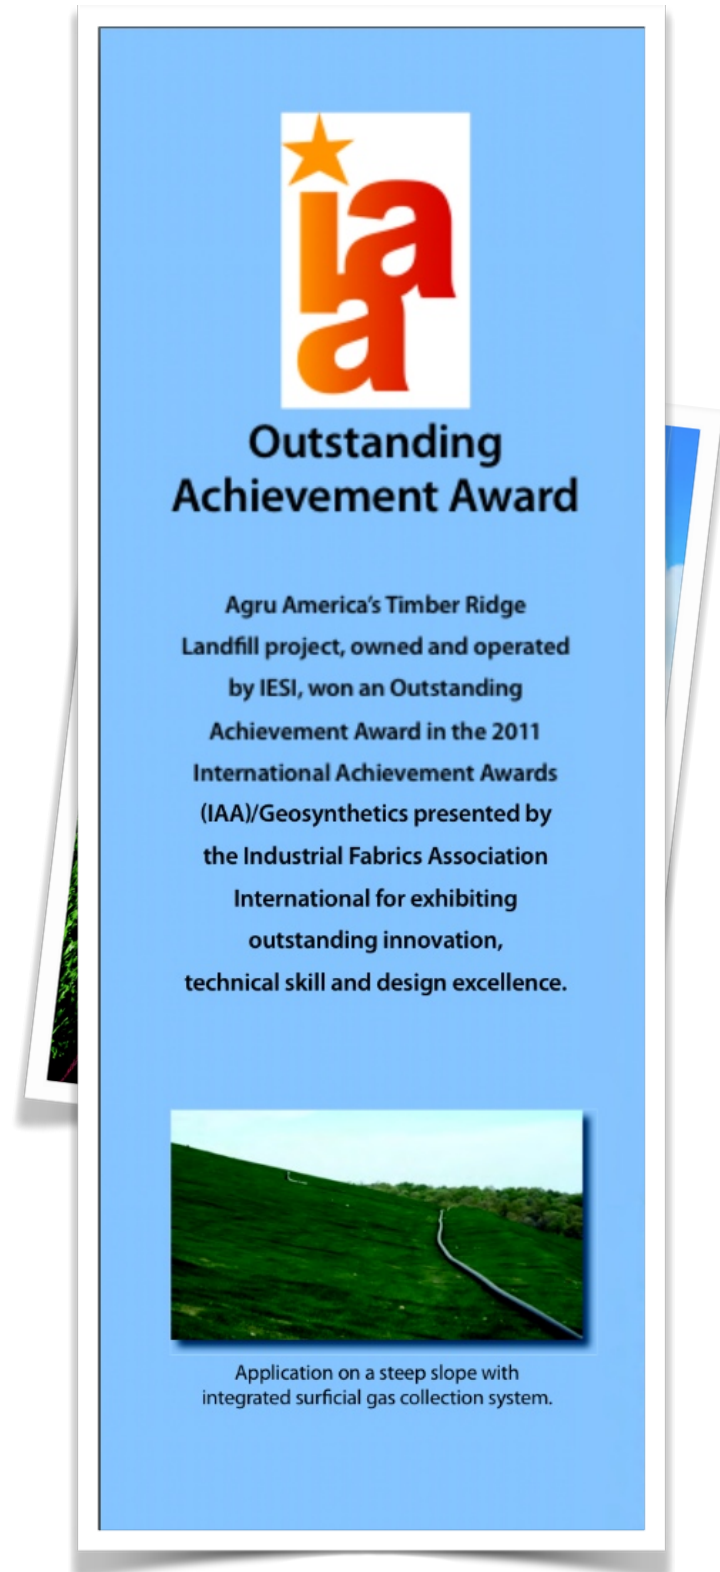 iaa
Outstanding
Achievement Award
Agru America's Timber Ridge
Landfill project, owned and operated
by IESI, won an Outstanding
Achievement Award in the 2011
International Achievement Awards
(IAA)/Geosynthetics presented by
the Industrial Fabrics Association
International for exhibiting
outstanding innovation,
technical skill and design excellence.
Application on a steep slope with
integrated surficial gas collection system.